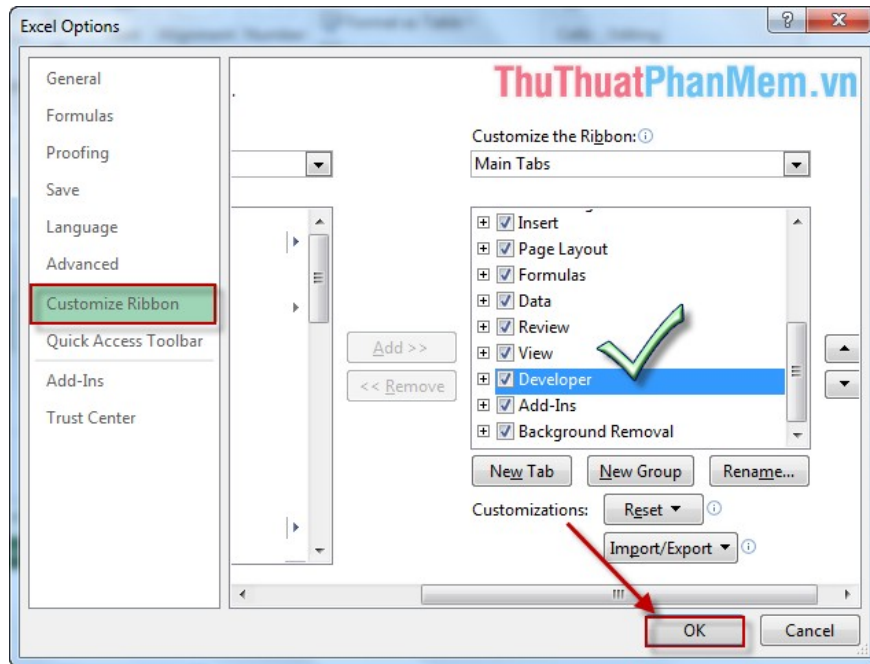 Excel Options
General
Formulas
Proofing
Save
Language
Advanced
Customize Ribbon
Quick Access Toolbar
Add-Ins
Trust Center
ThuThuatPhanMem.vn
Customize the Ribbon:
Main Tabs
Insert
Page Layout
Formulas
Data
Review
View
Developer
Add-Ins
Background Removal
Add >>
<< Remove
New Tab New Group Rename...
Customizations: Reset
Import/Export
OK Cancel